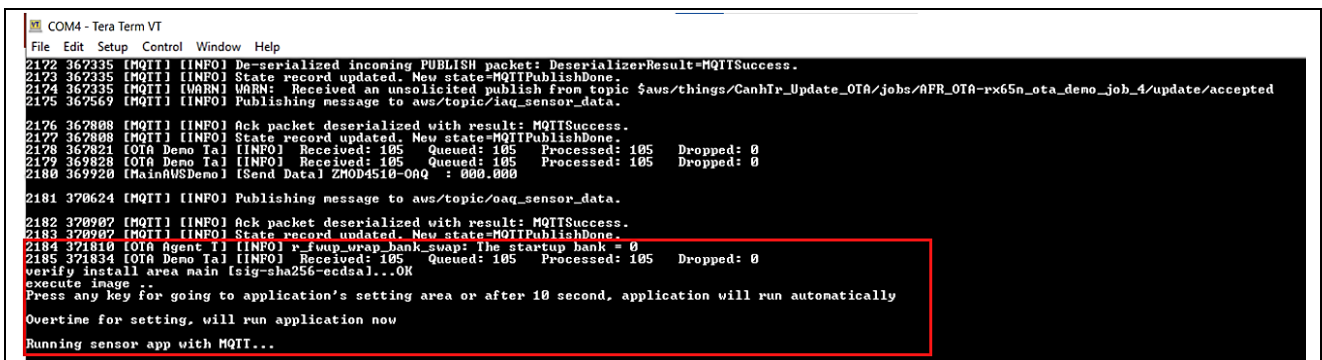 COM4 - Tera Term VT
File Edit Setup Control Window Help
2172 367335 [MQTT] [INFO] De-serialized incoming PUBLISH packet: DeserializerResult=MQTTSuccess.
2173 367335 [MQTT] [INFO] State record updated. New state=MQTTPublishDone.
2174 367335 [MQTT] [WARN] WARN:  Received an unsolicited publish from topic $aws/things/CanhTr_Update_OTA/jobs/AFR_OTA-rx65n_ota_demo_job_4/update/accepted
2175 367569 [MQTT] [INFO] Publishing message to aws/topic/iaq_sensor_data.
2176 367808 [MQTT] [INFO] Ack packet deserialized with result: MQTTSuccess.
2177 367808 [MQTT] [INFO] State record updated. New state=MQTTPublishDone.
2178 367821 [OTA Demo Ta] [INFO]  Received: 105   Queued: 105   Processed: 105   Dropped: 0
2179 369828 [OTA Demo Ta] [INFO]  Received: 105   Queued: 105   Processed: 105   Dropped: 0
2180 369920 [MainAWSDemo] [Send Data] ZMOD4510-OAQ  : 000.000
2181 370624 [MQTT] [INFO] Publishing message to aws/topic/oaq_sensor_data.
2182 370907 [MQTT] [INFO] Ack packet deserialized with result: MQTTSuccess.
2183 370907 [MQTT] [INFO] State record updated. New state=MQTTPublishDone.
2184 371810 [OTA Agent T] [INFO] r_fwup_wrap_bank_swap: The startup bank = 0
2185 371834 [OTA Demo Ta] [INFO]  Received: 105   Queued: 105   Processed: 105   Dropped: 0
verify install area main [sig-sha256-ecdsa]...OK
execute image ..
Press any key for going to application's setting area or after 10 second, application will run automatically
Overtime for setting, will run application now
Running sensor app with MQTT...